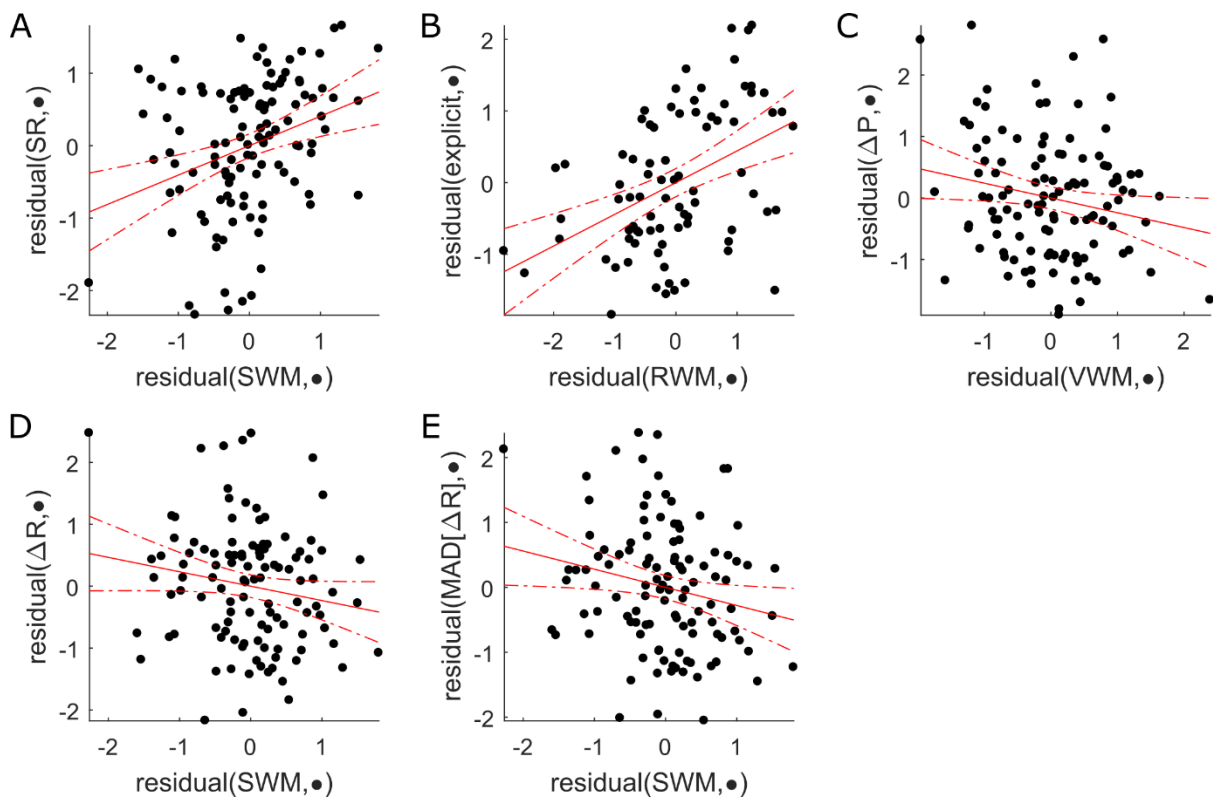 A
residual(SR,●)
1
0
-1
-2
-2
-1
0
1
residual(SWM,●)
B
residual(explicit,●)
2
1
0
-1
-2
-1
0
1
residual(RWM,●)
C
residual(ΔP,●)
2
1
0
-1
-1
0
1
2
residual(VWM,●)
D
residual(ΔR,●)
2
1
0
-1
-2
-2
-1
0
1
residual(SWM,●)
E
residual(MAD[ΔR],●)
2
1
0
-1
-2
-2
-1
0
1
residual(SWM,●)